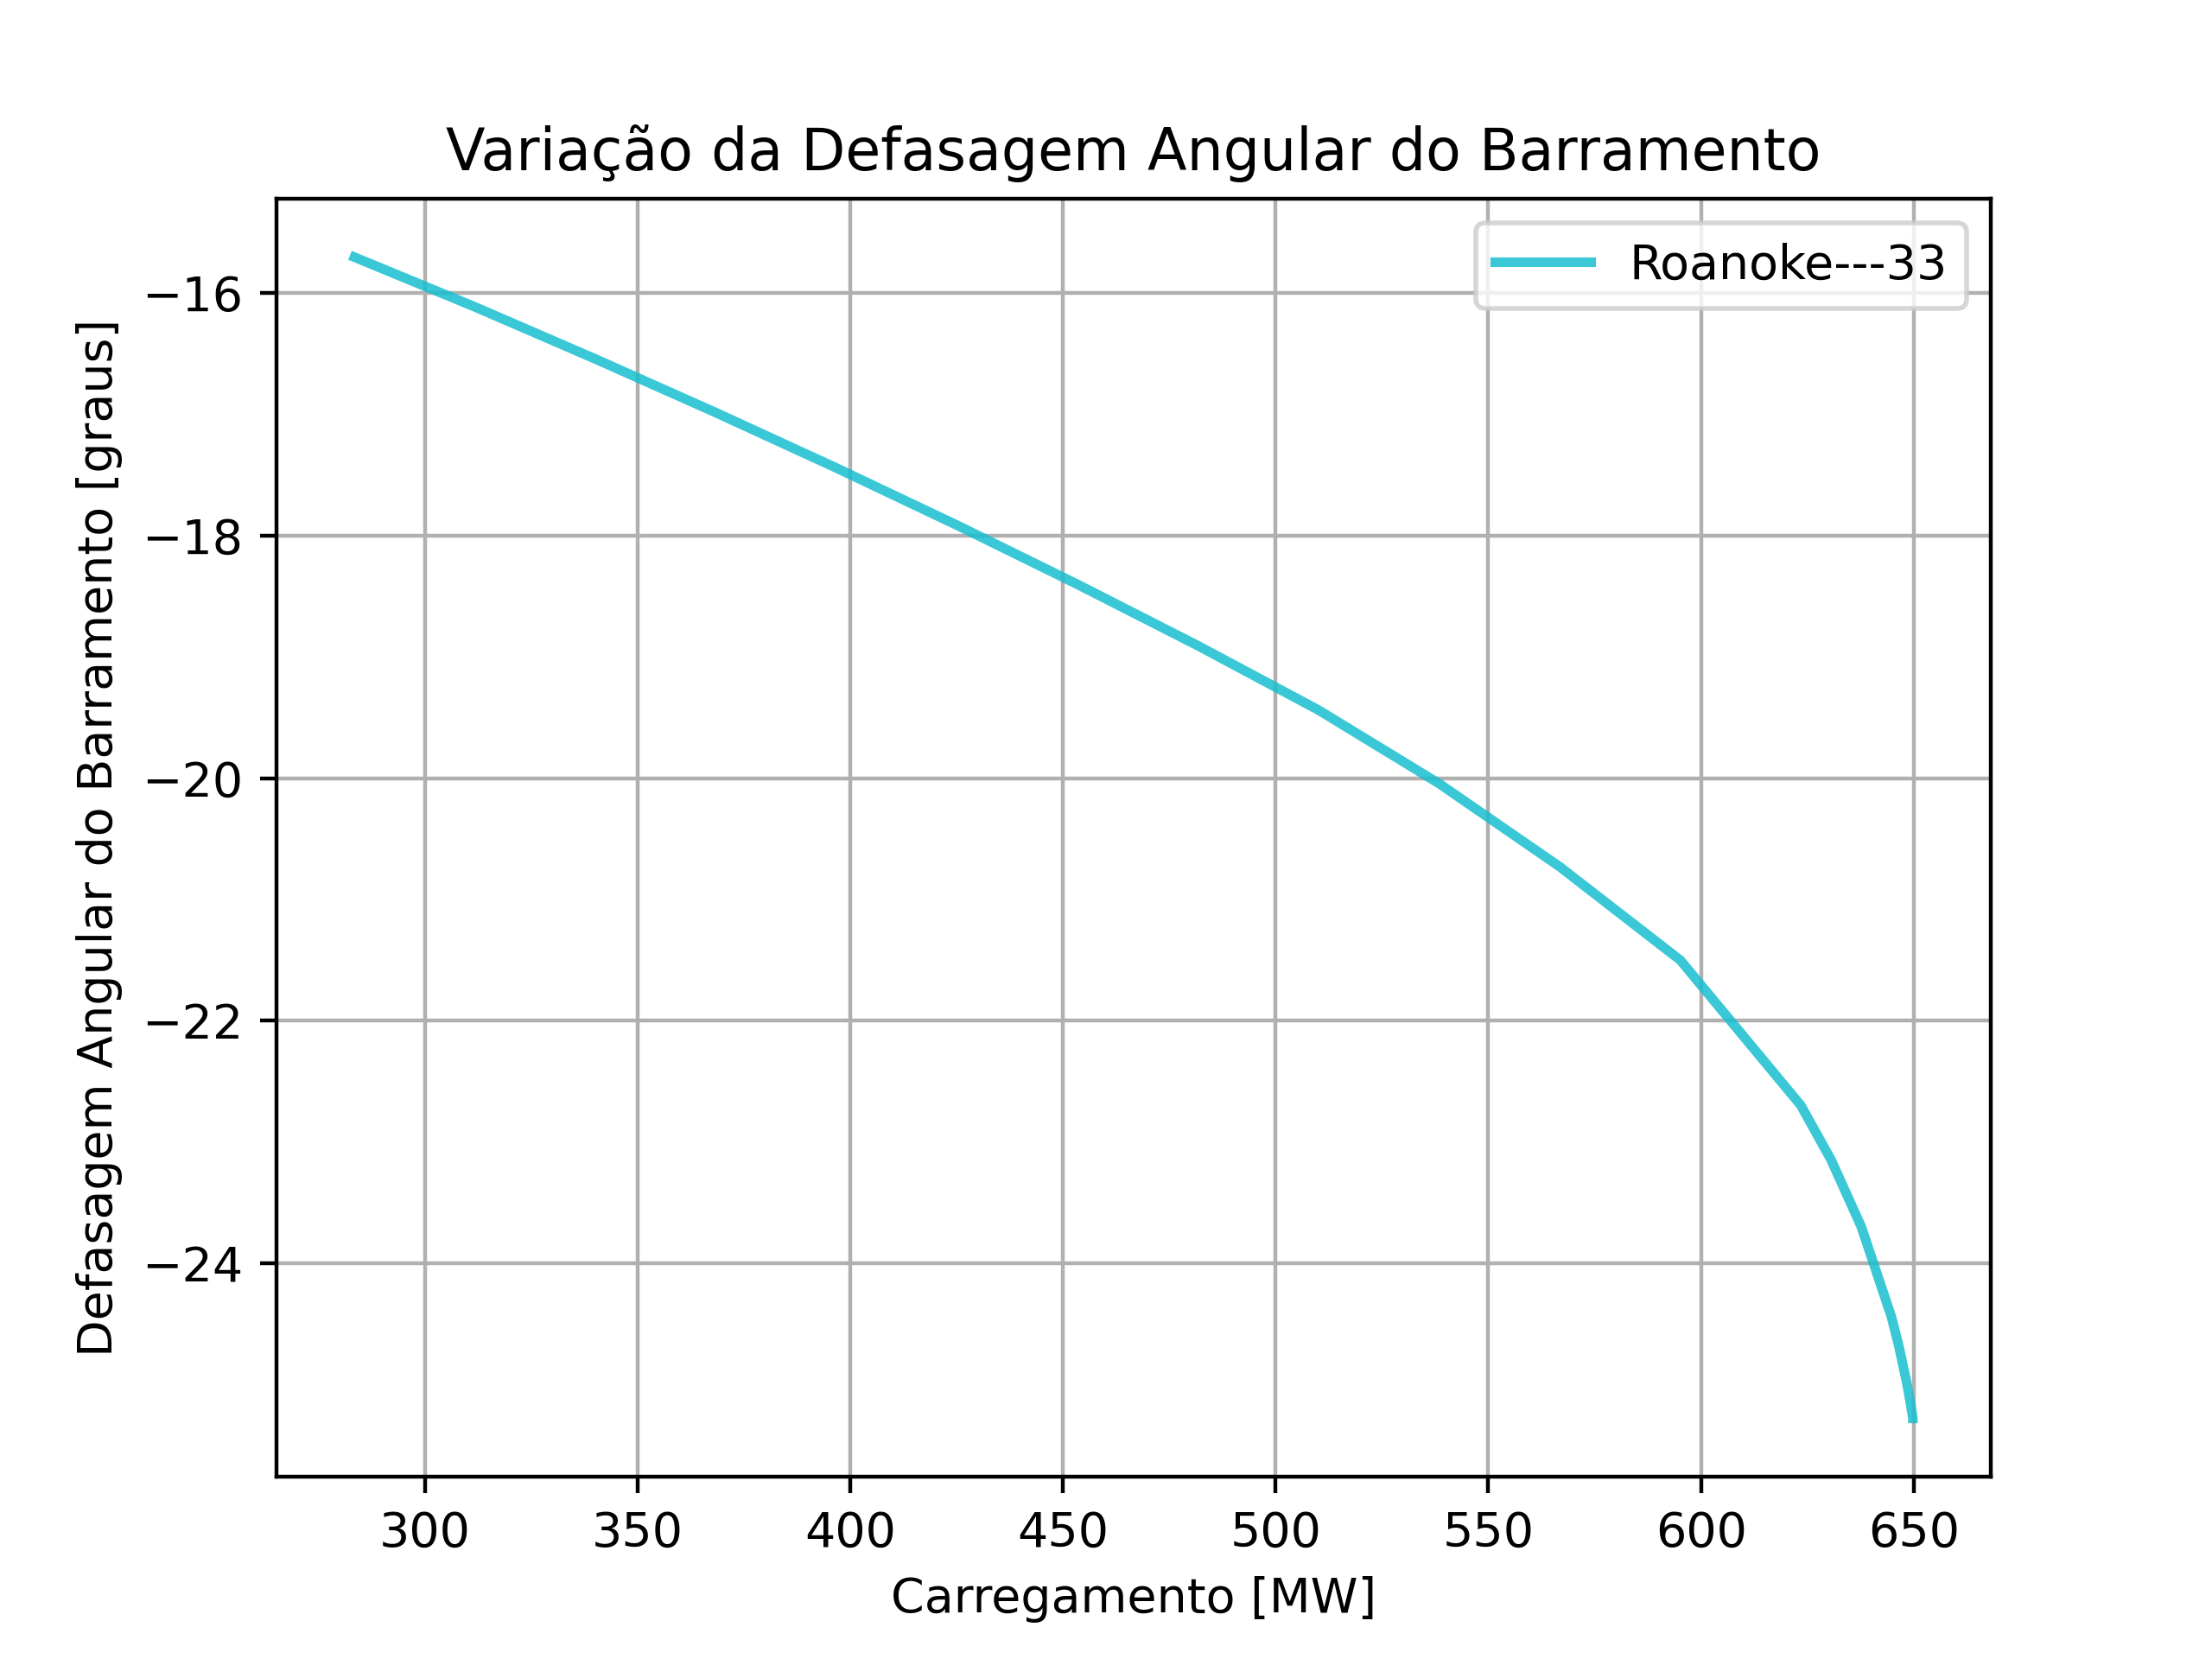 Variação da Defasagem Angular do Barramento
Roanoke---33
Defasagem Angular do Barramento [graus]
−16
−18
−20
−22
−24
300 350 400 450 500 550 600 650
Carregamento [MW]